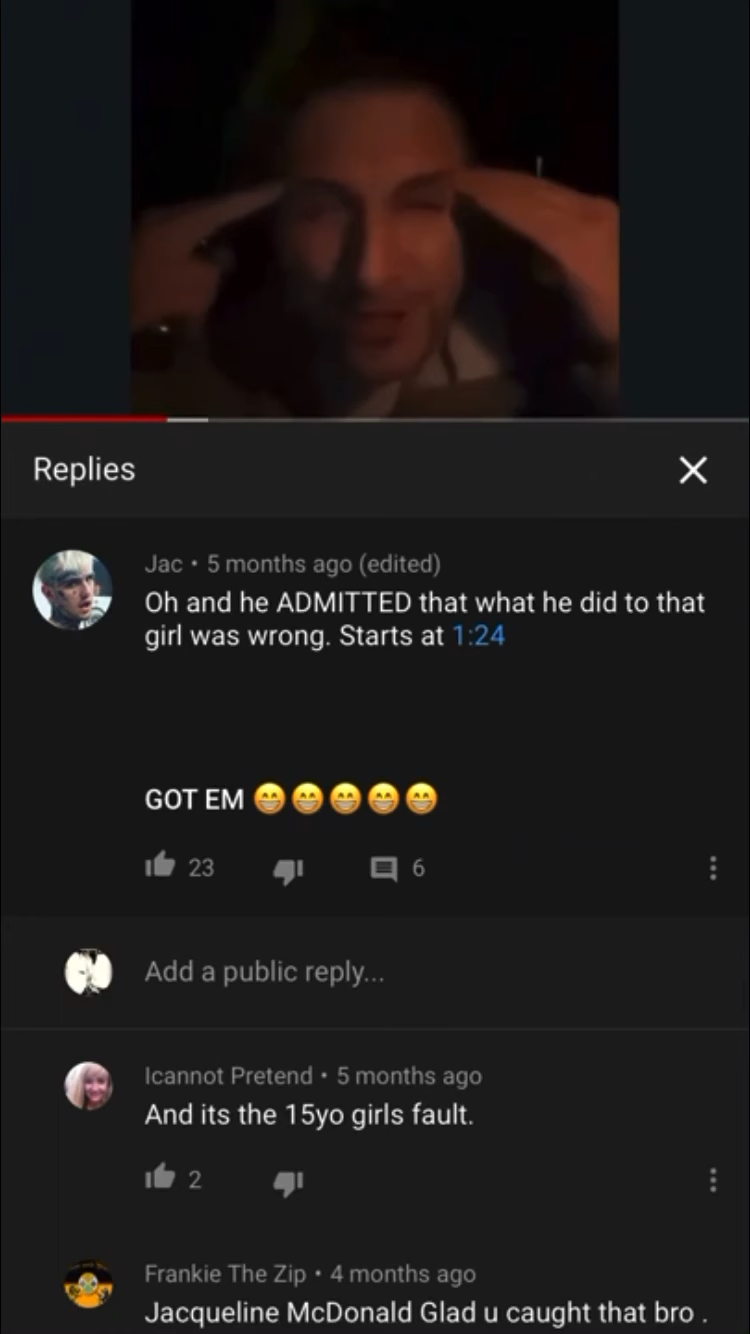 Replies
Jac • 5 months ago (edited)
Oh and he ADMITTED that what he did to that
girl was wrong. Starts at 1:24
GOT EM 😁😁😁😁😁
23
6
Add a public reply...
Icannot Pretend • 5 months ago
And its the 15yo girls fault.
2
Frankie The Zip • 4 months ago
Jacqueline McDonald Glad u caught that bro .